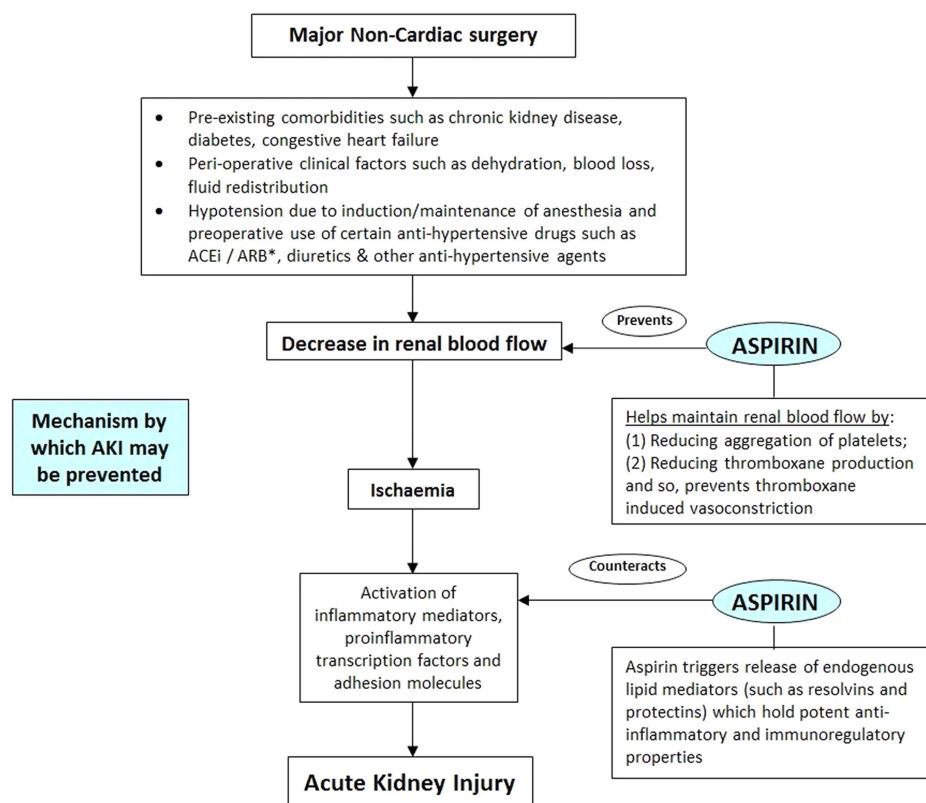 Major Non-Cardiac surgery
• Pre-existing comorbidities such as chronic kidney disease,
diabetes, congestive heart failure
• Peri-operative clinical factors such as dehydration, blood loss,
fluid redistribution
• Hypotension due to induction/maintenance of anesthesia and
preoperative use of certain anti-hypertensive drugs such as
ACEi / ARB*, diuretics & other anti-hypertensive agents
Prevents
Decrease in renal blood flow
ASPIRIN
Mechanism by
which AKI may
be prevented
Helps maintain renal blood flow by:
(1) Reducing aggregation of platelets;
(2) Reducing thromboxane production
and so, prevents thromboxane
induced vasoconstriction
Ischaemia
Counteracts
Activation of
inflammatory mediators,
proinflammatory
transcription factors and
adhesion molecules
ASPIRIN
Aspirin triggers release of endogenous
lipid mediators (such as resolvins and
protectins) which hold potent anti-
inflammatory and immunoregulatory
properties
Acute Kidney Injury